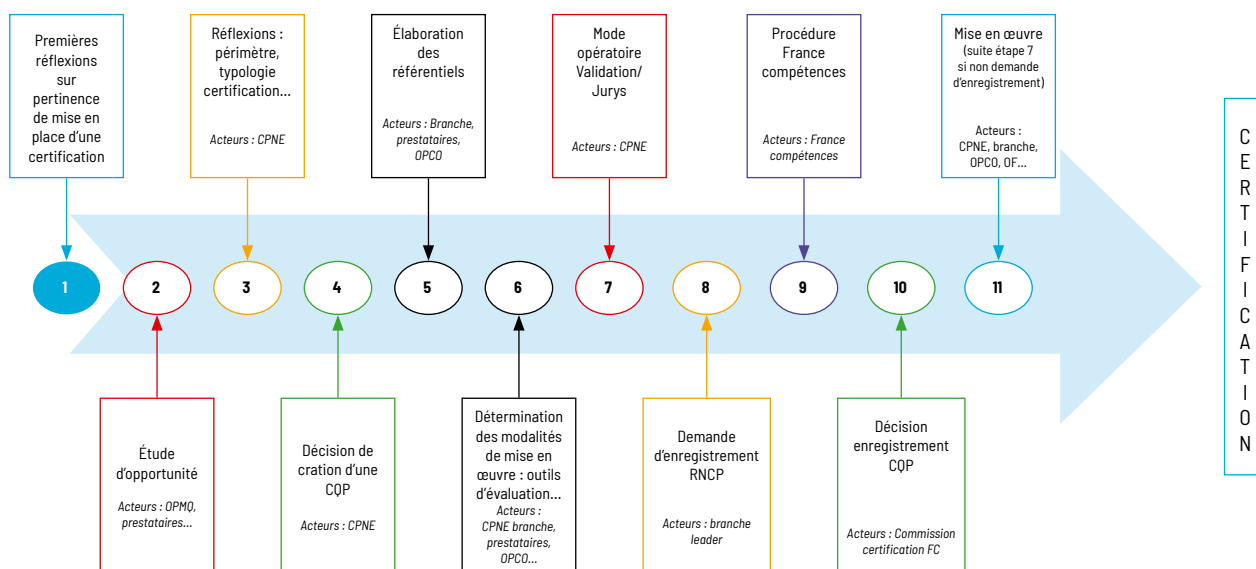 Premières
réflexions
sur
pertinence
de mise en
place d'une
certification
Réflexions :
périmètre,
typologie
certification...
Acteurs : CPNE
Élaboration
des
référentiels
Acteurs : Branche,
prestataires,
OPCO
Mode
opératoire
Validation/
Jurys
Acteurs : CPNE
Procédure
France
compétences
Acteurs : France
compétences
Mise en œuvre
(suite étape 7
si non demande
d'enregistrement)
Acteurs :
CPNE, branche,
OPCO, OF...
1
2
3
4
5
6
7
8
9
10
11
Étude
d'opportunité
Acteurs : OPMQ,
prestataires...
Décision de
cration d'une
CQP
Acteurs : CPNE
Détermination
des modalités
de mise en
œuvre : outils
d'évaluation...
Acteurs :
CPNE branche,
prestataires,
OPCO...
Demande
d'enregistrement
RNCP
Acteurs : branche
leader
Décision
enregistrement
CQP
Acteurs : Commission
certification FC
C
E
R
T
I
F
I
C
A
T
I
O
N